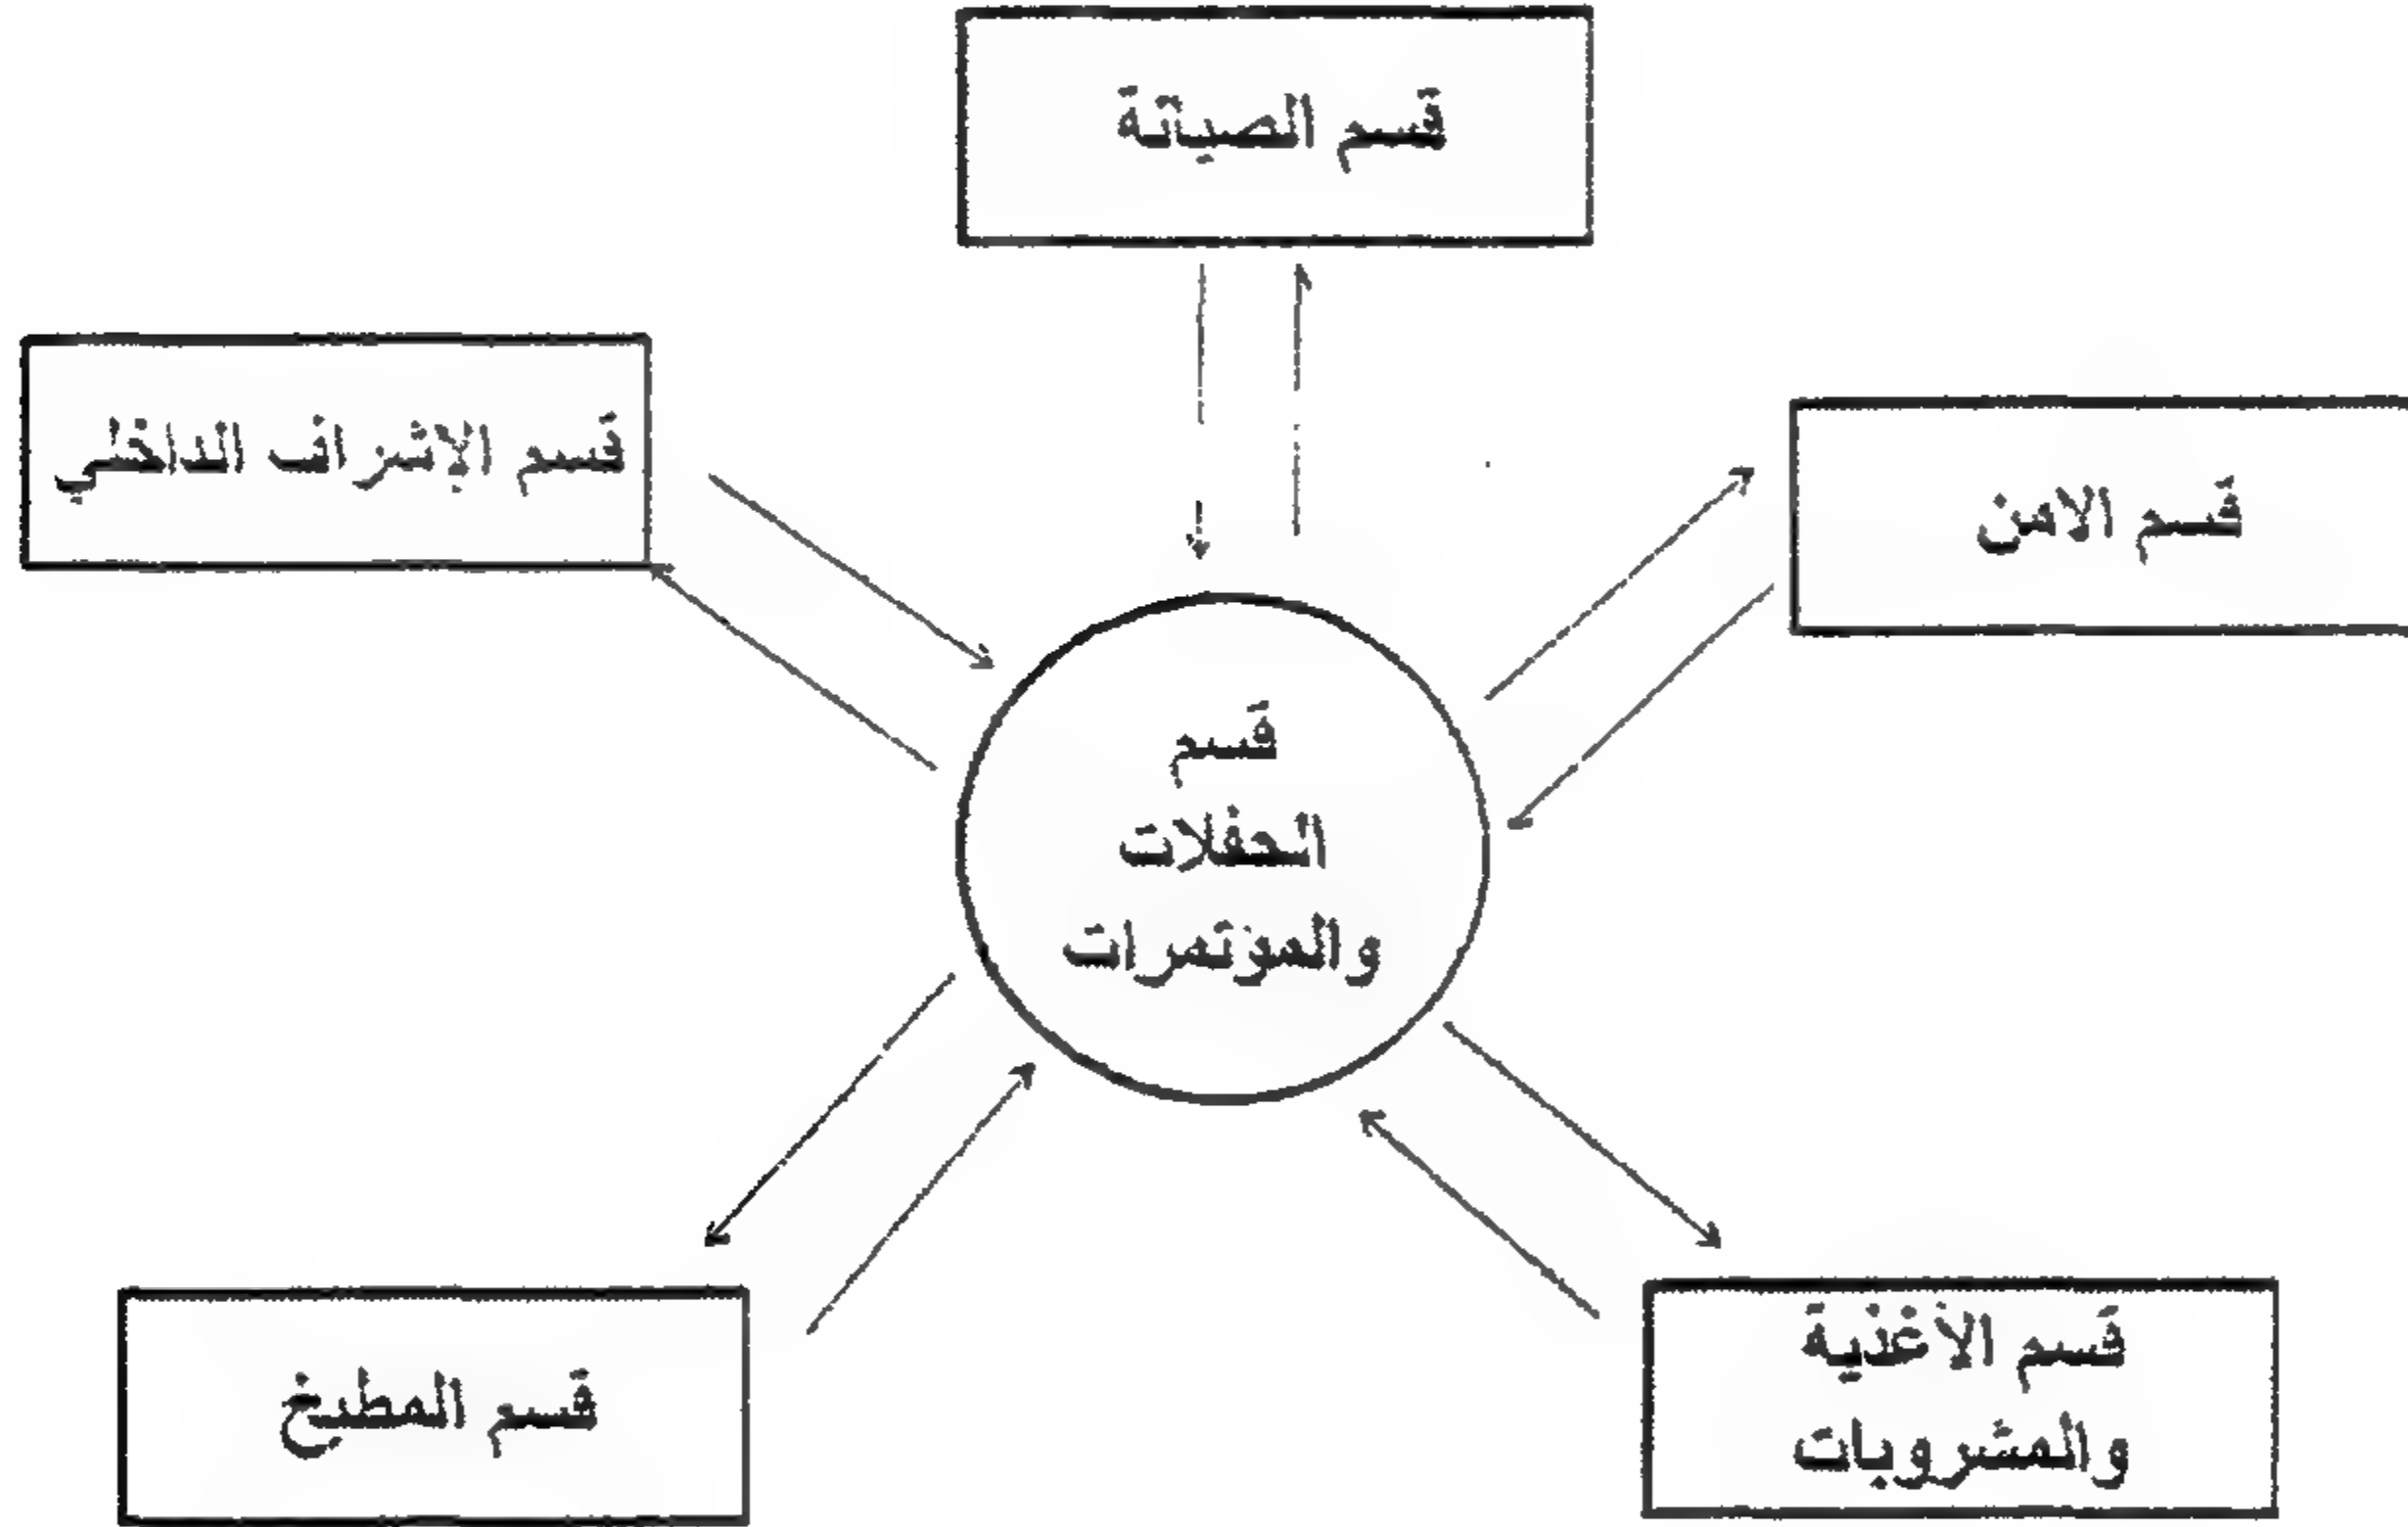 قسم الصيانة
قسم الإشراف الداخلي
قسم الامن
قسم
الحفلات
والمؤتمرات
قسم المطبخ
قسم الأغذية
والمشروبات